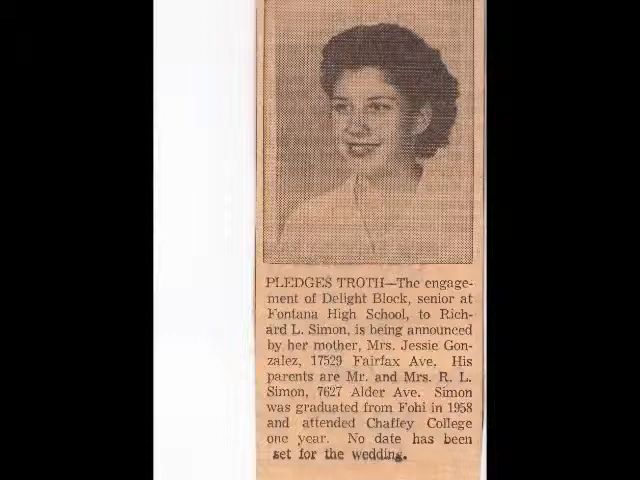 PLEDGES TROTH—The engage-
ment of Delight Block, senior at
Fontana High School, to Rich-
ard L. Simon, is being announced
by her mother, Mrs. Jessie Gon-
zalez, 17529 Fairfax Ave. His
parents are Mr. and Mrs. R. L.
Simon, 7627 Alder Ave. Simon
was graduated from Fohi in 1958
and attended Chaffey College
one year. No date has been
set for the wedding.